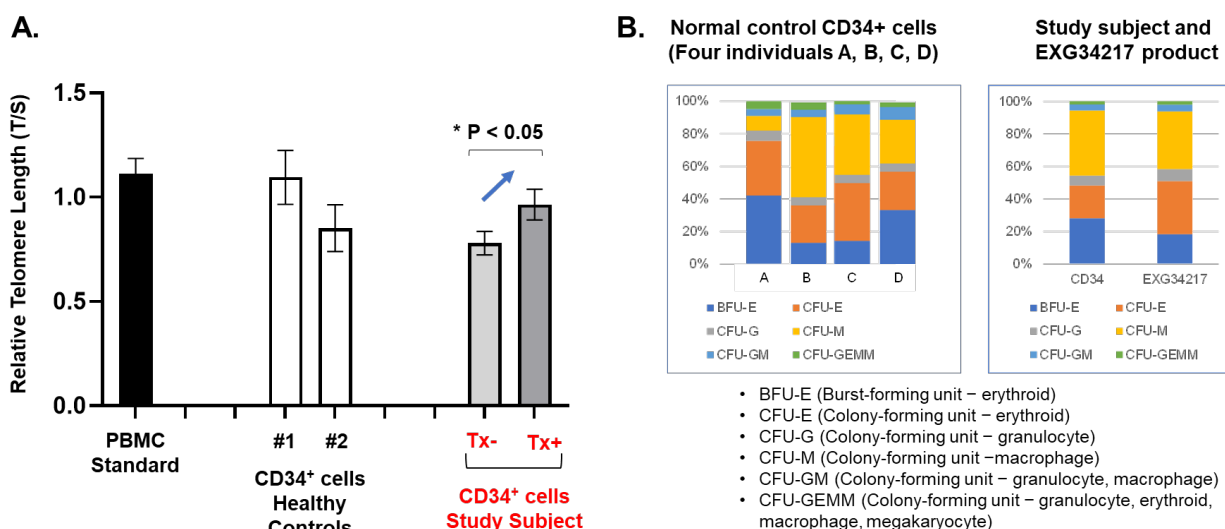 A.
Relative Telomere Length (T/S)
1.5
1.0
0.5
0.0
* P < 0.05
PBMC
Standard
#1
#2
CD34+ cells
Healthy
Controls
Tx-
Tx+
CD34+ cells
Study Subject
B.
Normal control CD34+ cells
(Four individuals A, B, C, D)
100%
80%
60%
40%
20%
0%
A
B
C
D
BFU-E
CFU-E
CFU-G
CFU-M
CFU-GM
CFU-GEMM
Study subject and
EXG34217 product
100%
80%
60%
40%
20%
0%
CD34
EXG34217
BFU-E
CFU-E
CFU-G
CFU-M
CFU-GM
CFU-GEMM
• BFU-E (Burst-forming unit – erythroid)
• CFU-E (Colony-forming unit – erythroid)
• CFU-G (Colony-forming unit – granulocyte)
• CFU-M (Colony-forming unit –macrophage)
• CFU-GM (Colony-forming unit – granulocyte, macrophage)
• CFU-GEMM (Colony-forming unit – granulocyte, erythroid,
macrophage, megakaryocyte)